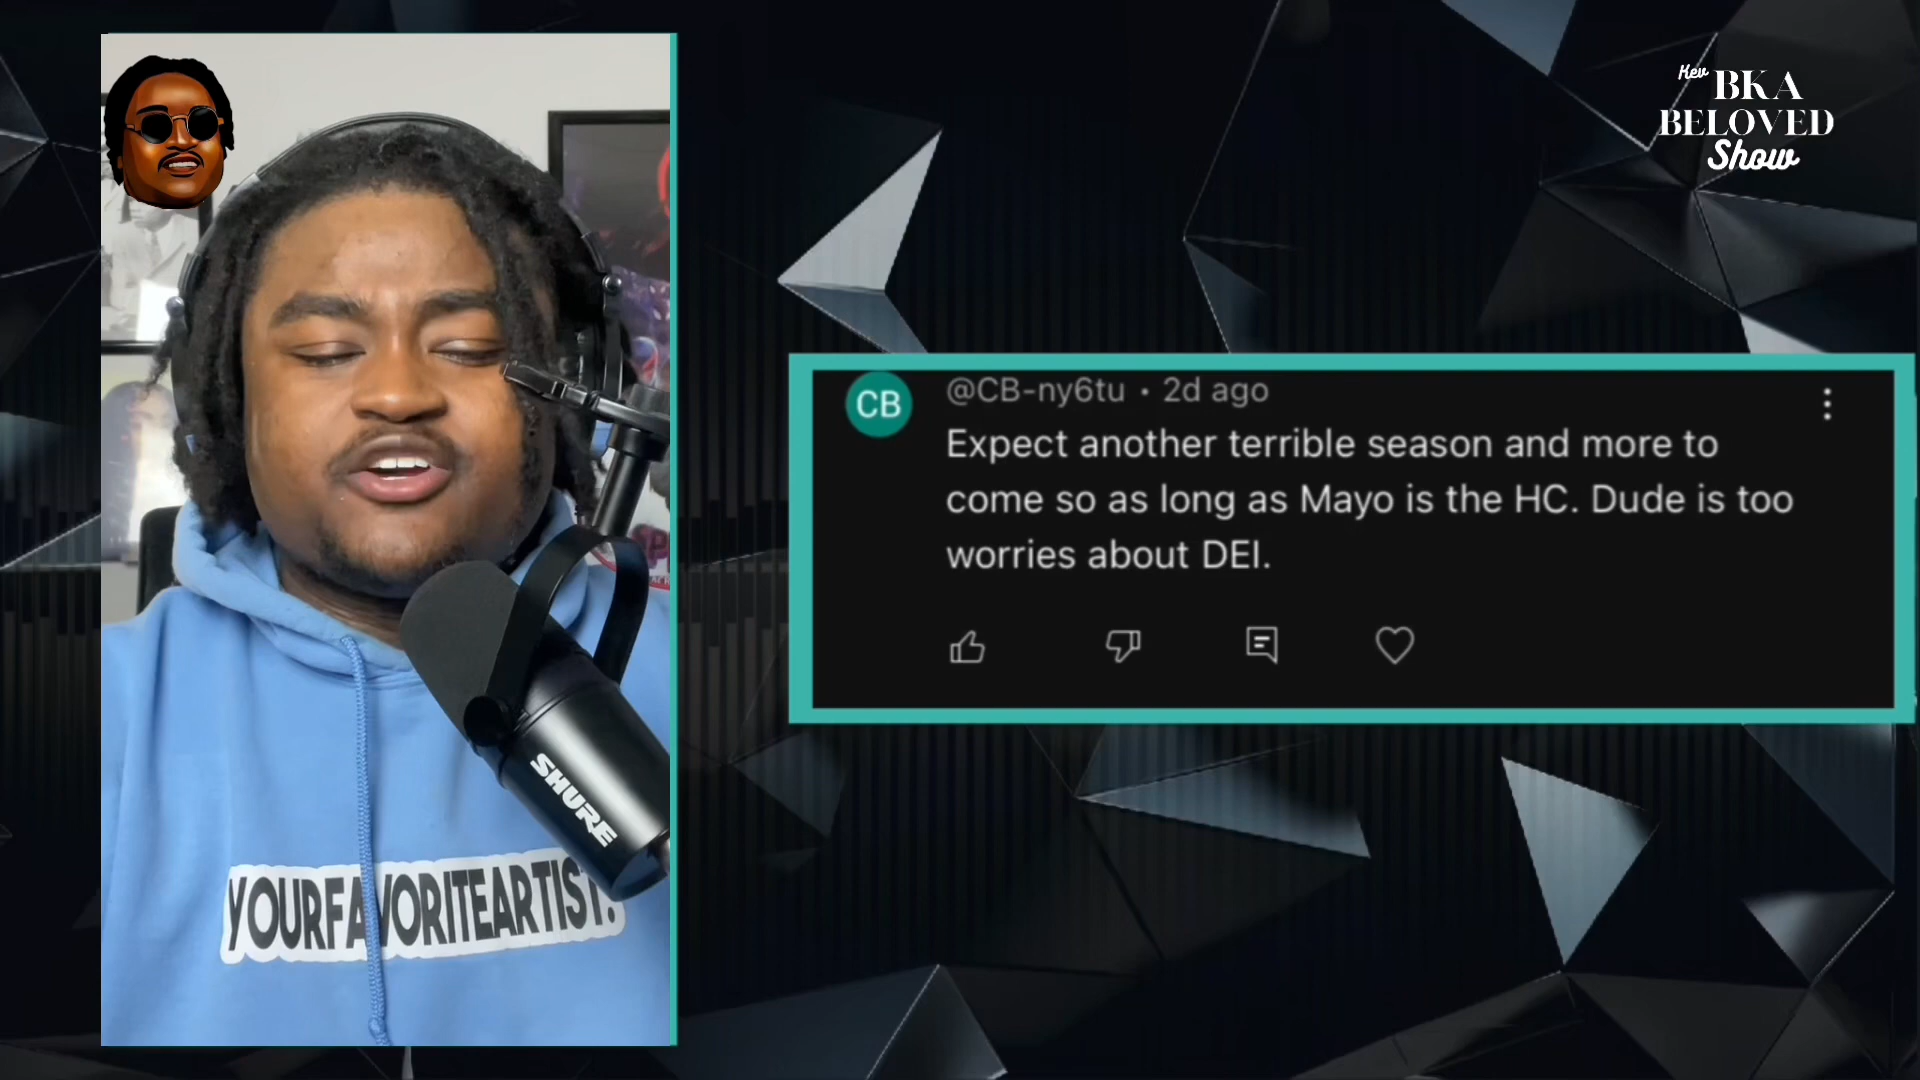 Kev BKA
BELOVED
Show
@CB-ny6tu • 2d ago
CB
Expect another terrible season and more to
come so as long as Mayo is the HC. Dude is too
worries about DEI.
SHURE
YOURFAVORITEARTIST.